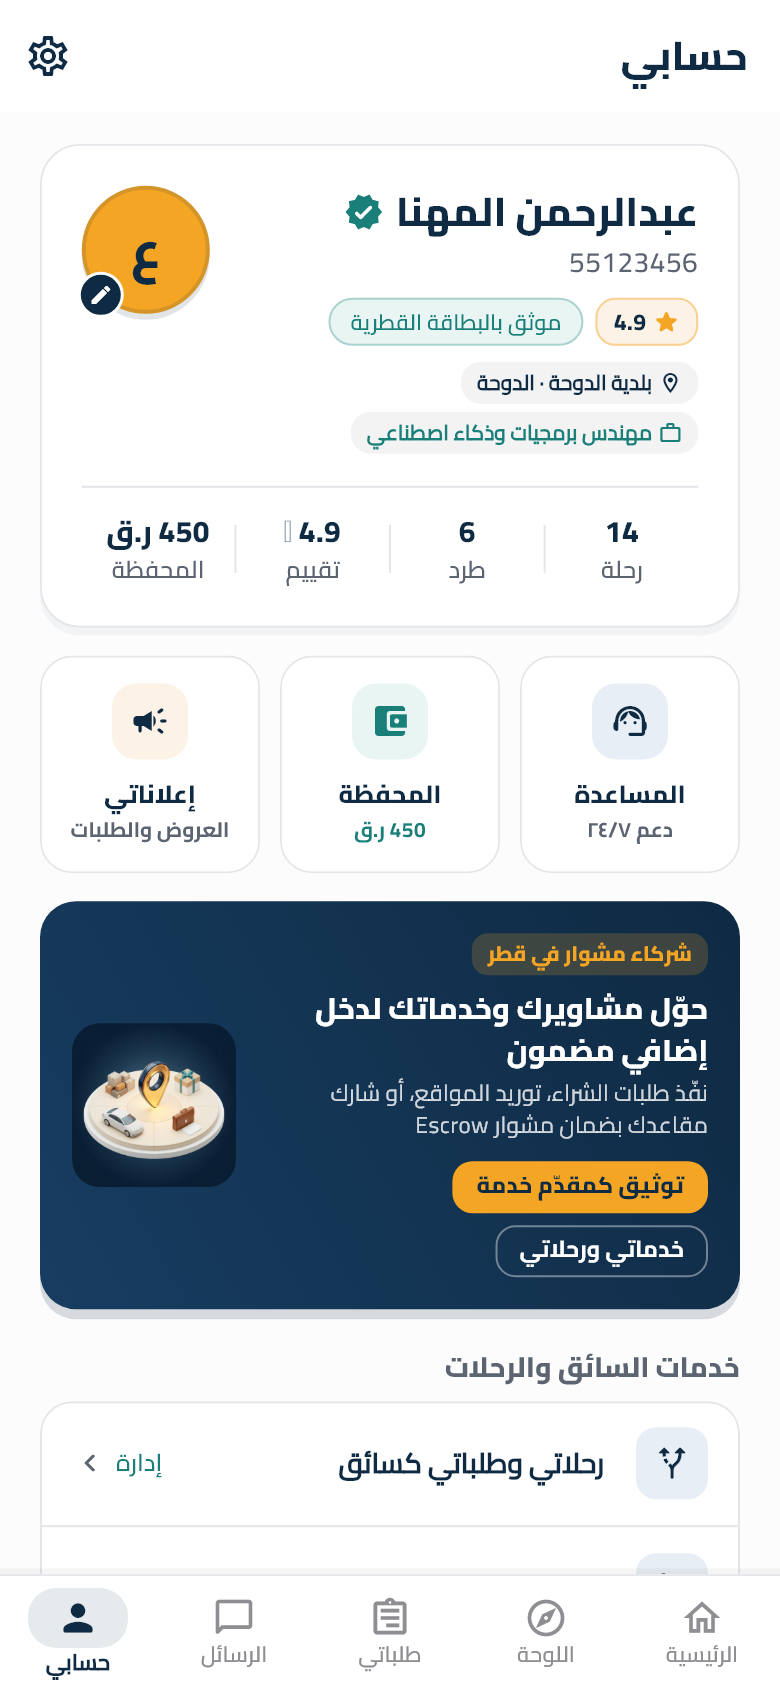 حسابي
عبدالرحمن المهنا
55123456
4.9
موثق بالبطاقة القطرية
بلدية الدوحة · الدوحة
مهندس برمجيات وذكاء اصطناعي
14
رحلة
6
طرد
4.9
تقييم
450 ر.ق
المحفظة
المساعدة
دعم ٢٤/٧
المحفظة
450 ر.ق
إعلاناتي
العروض والطلبات
شركاء مشوار في قطر
حوّل مشاويرك وخدماتك لدخل
إضافي مضمون
نفّذ طلبات الشراء، توريد المواقع، أو شارك
مقاعدك بضمان مشوار Escrow
توثيق كمقدّم خدمة
خدماتي ورحلاتي
خدمات السائق والرحلات
رحلاتي وطلباتي كسائق
إدارة
الرئيسية
اللوحة
طلباتي
الرسائل
حسابي
ع